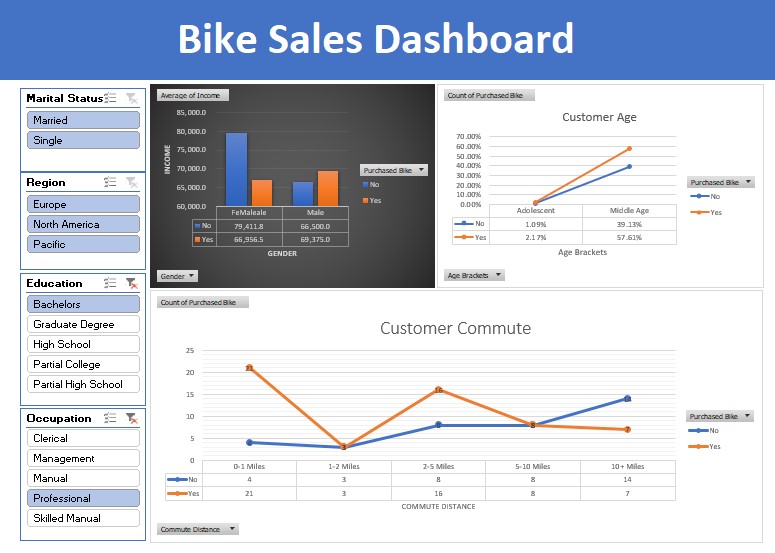 Bike Sales Dashboard
Marital Status
Married
Single
Region
Europe
North America
Pacific
Education
Bachelors
Graduate Degree
High School
Partial College
Partial High School
Occupation
Clerical
Management
Manual
Professional
Skilled Manual
Average of Income
85,000.0
80,000.0
75,000.0
70,000.0
65,000.0
60,000.0
INCOME
FeMaleale Male
No 79,411.8 66,500.0
Yes 66,956.5 69,375.0
GENDER
Purchased Bike
No
Yes
Gender
Count of Purchased Bike
Customer Age
70.00%
60.00%
50.00%
40.00%
30.00%
20.00%
10.00%
0.00%
Adolescent Middle Age
No 1.09% 39.13%
Yes 2.17% 57.61%
Age Brackets
Purchased Bike
No
Yes
Age Brackets
Count of Purchased Bike
Customer Commute
25
20
15
10
5
0
21
3
16
8
7
0-1 Miles 1-2 Miles 2-5 Miles 5-10 Miles 10+ Miles
No 4 3 8 8 14
Yes 21 3 16 8 7
COMMUTE DISTANCE
Purchased Bike
No
Yes
Commute Distance